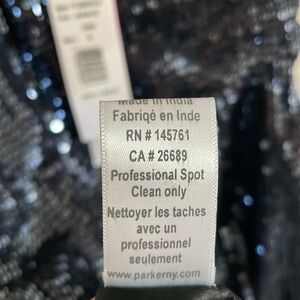 Made in India
Fabriqé en Inde
RN # 145761
CA # 26689
Professional Spot
Clean only
Nettoyer les taches
avec un
professionnel
seulement
www.parkerny.com